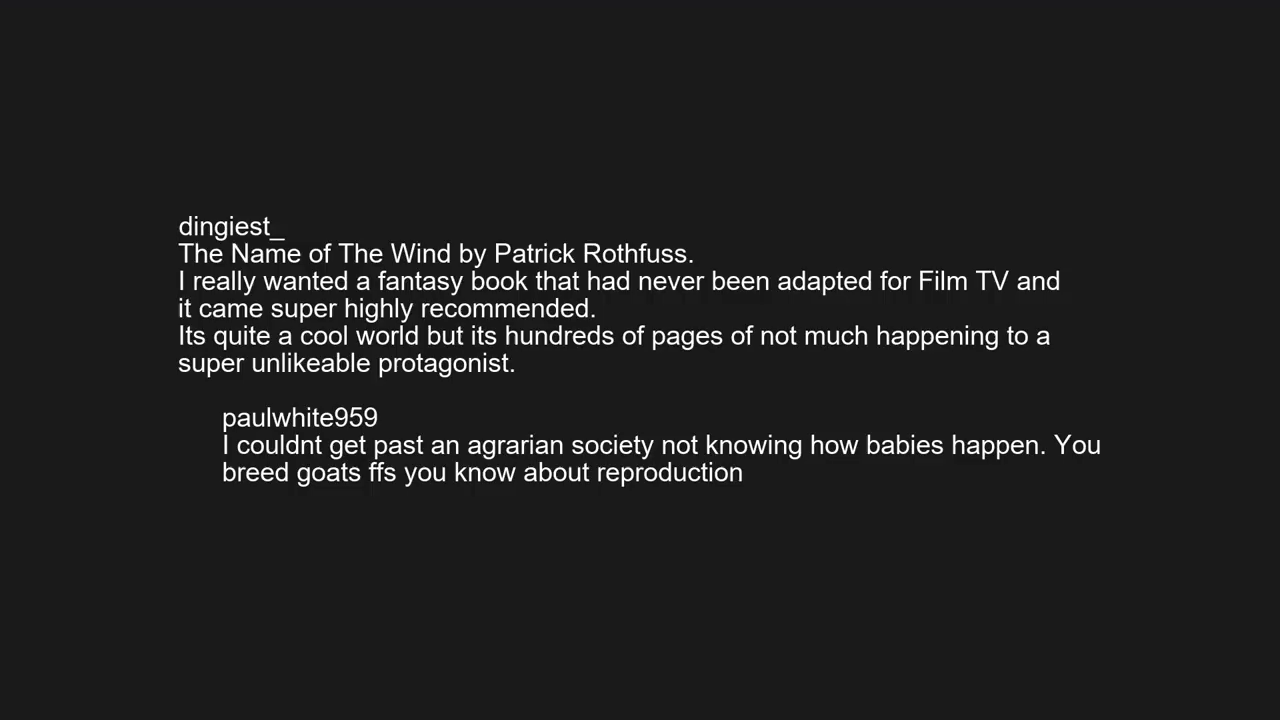 dingiest_
The Name of The Wind by Patrick Rothfuss.
I really wanted a fantasy book that had never been adapted for Film TV and
it came super highly recommended.
Its quite a cool world but its hundreds of pages of not much happening to a
super unlikeable protagonist.
paulwhite959
I couldnt get past an agrarian society not knowing how babies happen. You
breed goats ffs you know about reproduction